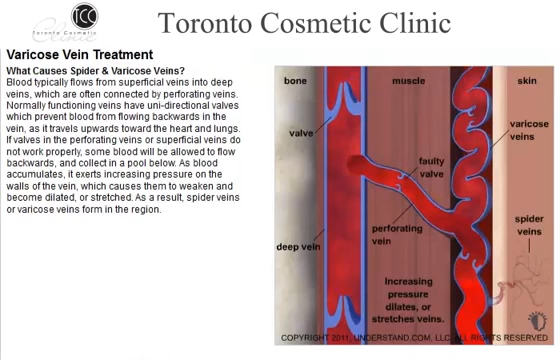 TCC
Toronto Cosmetic
Clinic
Toronto Cosmetic Clinic
Varicose Vein Treatment
What Causes Spider & Varicose Veins?
Blood typically flows from superficial veins into deep
veins, which are often connected by perforating veins.
Normally functioning veins have uni-directional valves
which prevent blood from flowing backwards in the
vein, as it travels upwards toward the heart and lungs.
If valves in the perforating veins or superficial veins do
not work properly, some blood will be allowed to flow
backwards, and collect in a pool below. As blood
accumulates, it exerts increasing pressure on the
walls of the vein, which causes them to weaken and
become dilated, or stretched. As a result, spider veins
or varicose veins form in the region.
bone
muscle
skin
valve
varicose
veins
faulty
valve
spider
veins
perforating
vein
deep vein
Increasing
pressure
dilates, or
stretches veins.
COPYRIGHT 2011, UNDERSTAND.COM, LLC, ALL RIGHTS RESERVED